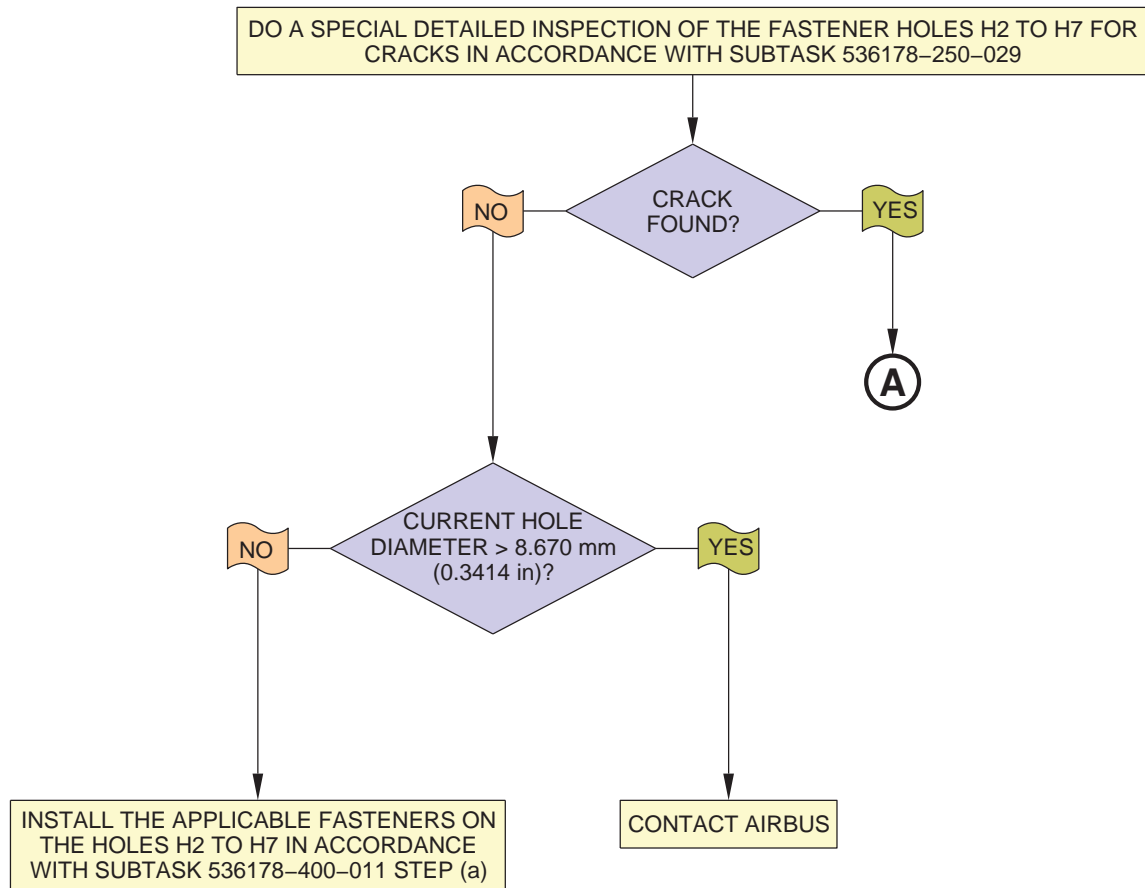 DO A SPECIAL DETAILED INSPECTION OF THE FASTENER HOLES H2 TO H7 FOR
CRACKS IN ACCORDANCE WITH SUBTASK 536178–250–029
CRACK
FOUND?
NO
YES
A
CURRENT HOLE
DIAMETER > 8.670 mm
(0.3414 in)?
NO
YES
INSTALL THE APPLICABLE FASTENERS ON
THE HOLES H2 TO H7 IN ACCORDANCE
WITH SUBTASK 536178–400–011 STEP (a)
CONTACT AIRBUS